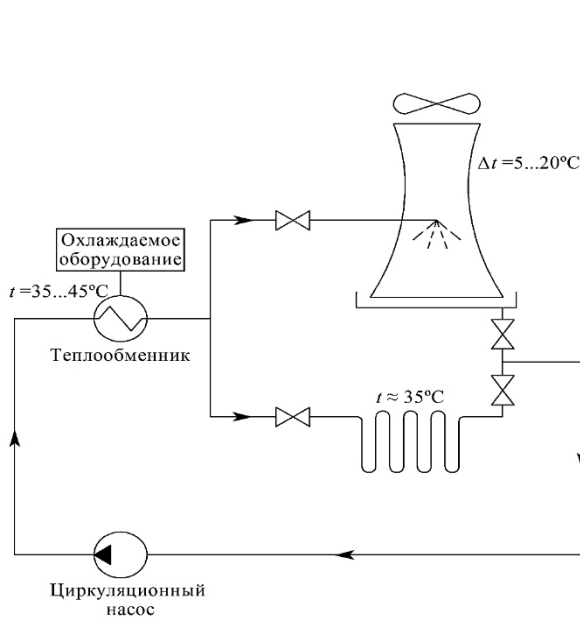 Δt =5...20ºC
Охлаждаемое
оборудование
t =35...45ºC
Теплообменник
t ≈ 35ºC
Циркуляционный
насос